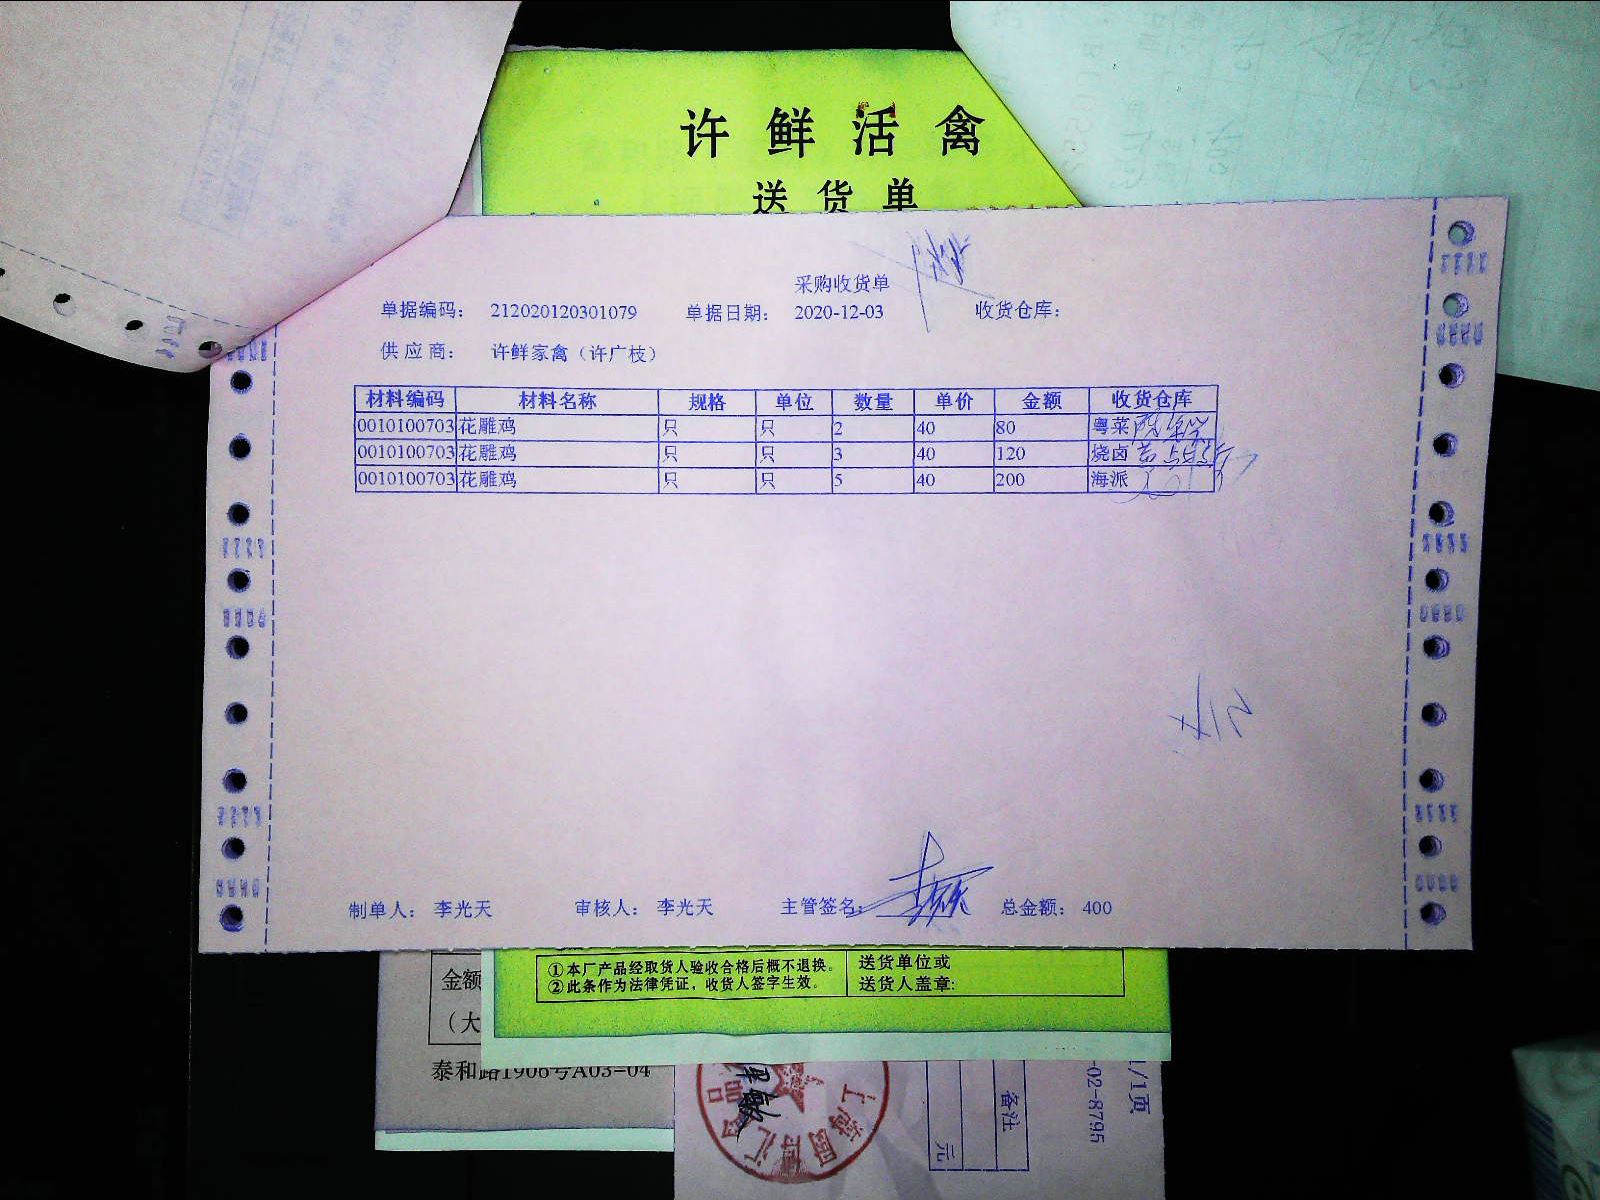 许鲜活禽
送货单
采购收货单
单据编码： 212020120301079 单据日期： 2020-12-03 收货仓库：
供应商： 许鲜家禽（许广枝）
材料编码 材料名称 规格 单位 数量 单价 金额 收货仓库
0010100703 花雕鸡 只 只 2 40 80 粤菜
0010100703 花雕鸡 只 只 3 40 120 烧卤
0010100703 花雕鸡 只 只 5 40 200 海派
制单人： 李光天 审核人： 李光天 主管签名： 总金额： 400
①本厂产品经取货人验收合格后概不退换。
②此条作为法律凭证，收货人签字生效。
送货单位或
送货人盖章:
金额
（大
泰和路1906号A03-04
备注
元
-02-8795
1/1页